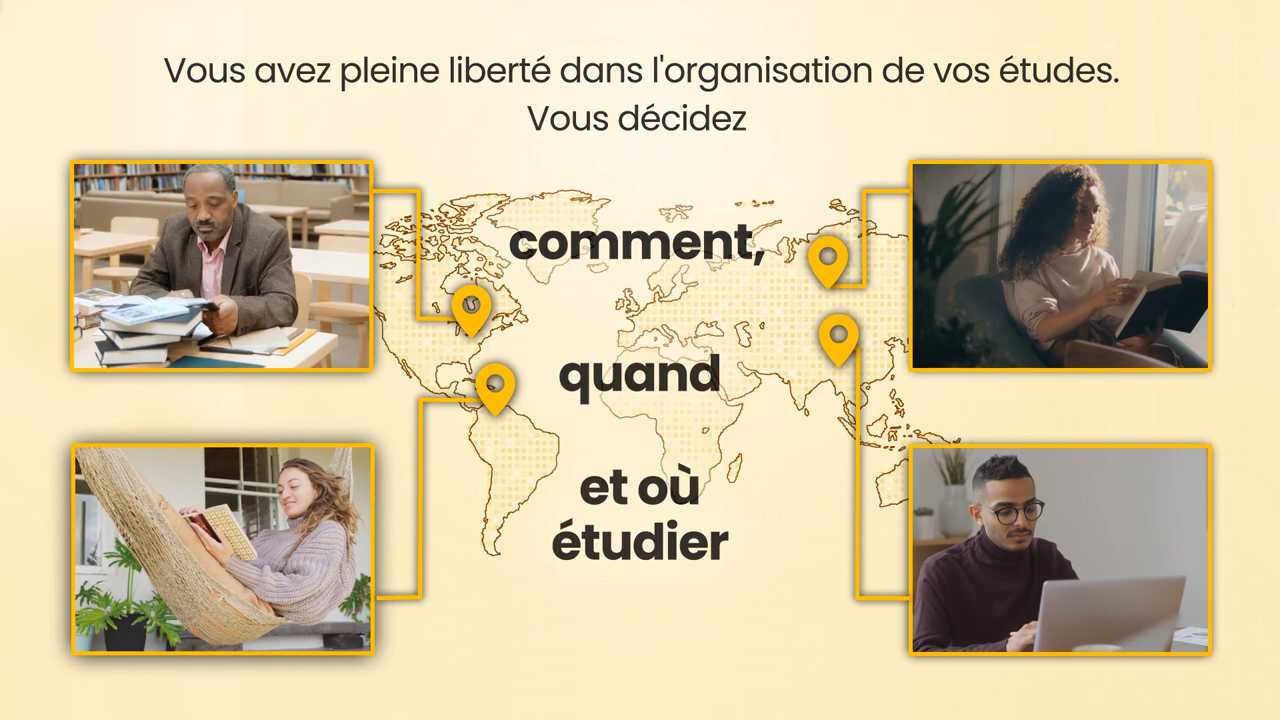 Vous avez pleine liberté dans l'organisation de vos études.
Vous décidez
comment,
quand
et où
étudier